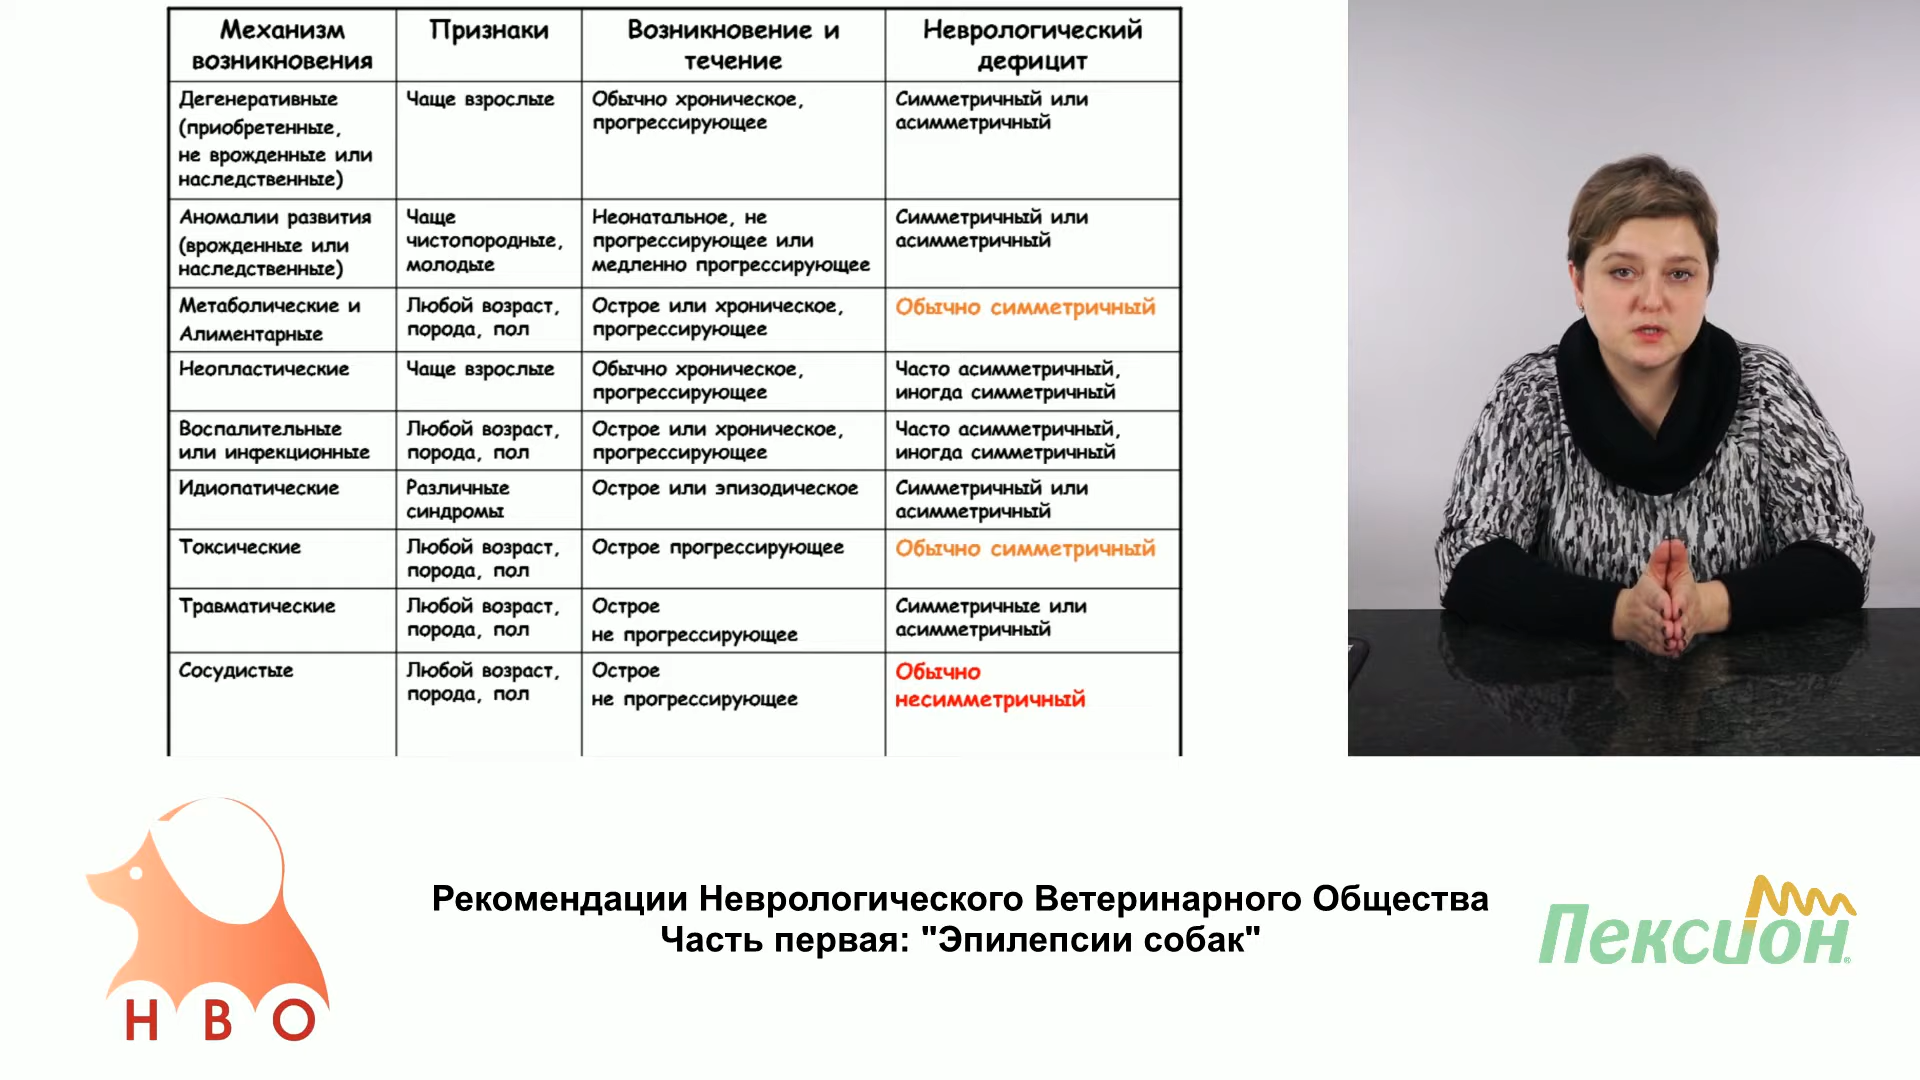 Механизм
возникновения
Признаки
Возникновение и
течение
Неврологический
дефицит
Дегенеративные
(приобретенные,
не врожденные или
наследственные)
Чаще взрослые
Обычно хроническое,
прогрессирующее
Симметричный или
асимметричный
Аномалии развития
(врожденные или
наследственные)
Чаще
чистопородные,
молодые
Неонатальное, не
прогрессирующее или
медленно прогрессирующее
Симметричный или
асимметричный
Метаболические и
Алиментарные
Любой возраст,
порода, пол
Острое или хроническое,
прогрессирующее
Обычно симметричный
Неопластические
Чаще взрослые
Обычно хроническое,
прогрессирующее
Часто асимметричный,
иногда симметричный
Воспалительные
или инфекционные
Любой возраст,
порода, пол
Острое или хроническое,
прогрессирующее
Часто асимметричный,
иногда симметричный
Идиопатические
Различные
синдромы
Острое или эпизодическое
Симметричный или
асимметричный
Токсические
Любой возраст,
порода, пол
Острое прогрессирующее
Обычно симметричный
Травматические
Любой возраст,
порода, пол
Острое
не прогрессирующее
Симметричные или
асимметричный
Сосудистые
Любой возраст,
порода, пол
Острое
не прогрессирующее
Обычно
несимметричный
НВО
Рекомендации Неврологического Ветеринарного Общества
Часть первая: "Эпилепсии собак"
Пексион®